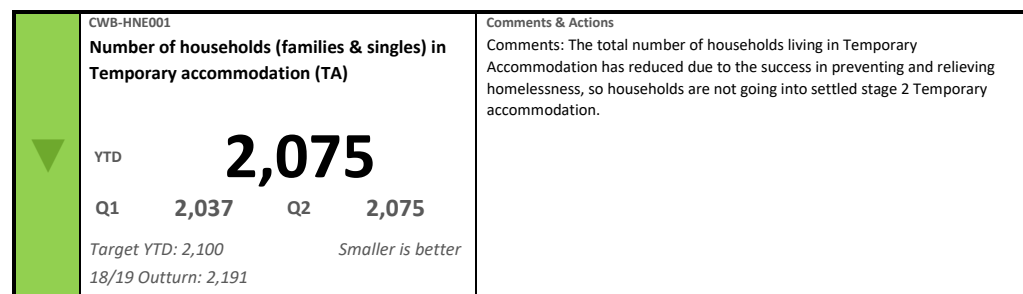 CWB-HNE001
Number of households (families & singles) in
Temporary accommodation (TA)
YTD 2,075
Q1 2,037 Q2 2,075
Target YTD: 2,100 Smaller is better
18/19 Outturn: 2,191
Comments & Actions
Comments: The total number of households living in Temporary
Accommodation has reduced due to the success in preventing and relieving
homelessness, so households are not going into settled stage 2 Temporary
accommodation.